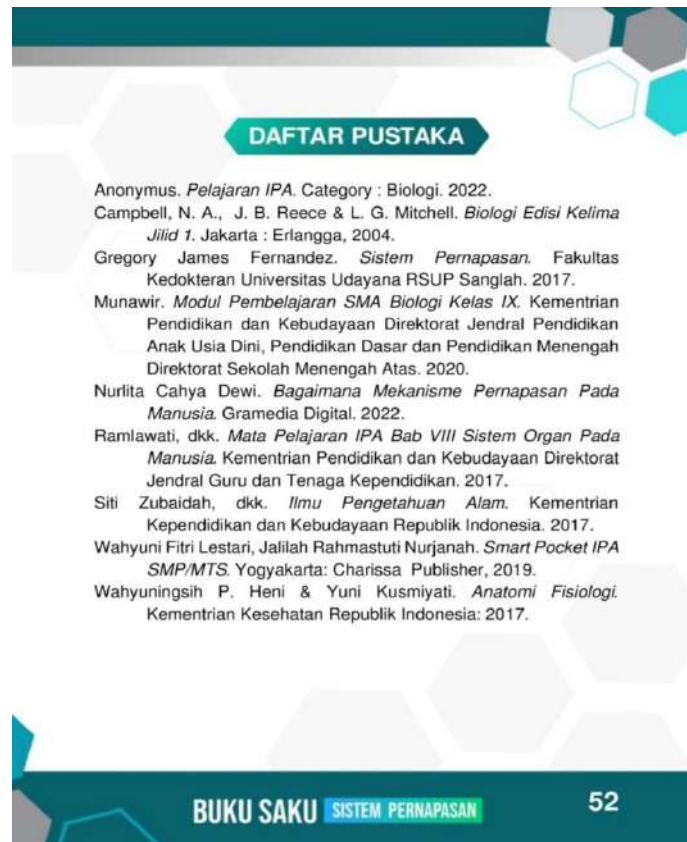 DAFTAR PUSTAKA
Anonymus. Pelajaran IPA. Category : Biologi. 2022.
Campbell, N. A., J. B. Reece & L. G. Mitchell. Biologi Edisi Kelima
Jilid 1. Jakarta : Erlangga, 2004.
Gregory James Fernandez. Sistem Pernapasan. Fakultas
Kedokteran Universitas Udayana RSUP Sanglah. 2017.
Munawir. Modul Pembelajaran SMA Biologi Kelas IX. Kementrian
Pendidikan dan Kebudayaan Direktorat Jendral Pendidikan
Anak Usia Dini, Pendidikan Dasar dan Pendidikan Menengah
Direktorat Sekolah Menengah Atas. 2020.
Nurlita Cahya Dewi. Bagaimana Mekanisme Pernapasan Pada
Manusia. Gramedia Digital. 2022.
Ramlawati, dkk. Mata Pelajaran IPA Bab VIII Sistem Organ Pada
Manusia. Kementrian Pendidikan dan Kebudayaan Direktorat
Jendral Guru dan Tenaga Kependidikan. 2017.
Siti Zubaidah, dkk. Ilmu Pengetahuan Alam. Kementrian
Kependidikan dan Kebudayaan Republik Indonesia. 2017.
Wahyuni Fitri Lestari, Jalilah Rahmastuti Nurjanah. Smart Pocket IPA
SMP/MTS. Yogyakarta: Charissa Publisher, 2019.
Wahyuningsih P. Heni & Yuni Kusmiyati. Anatomi Fisiologi.
Kementrian Kesehatan Republik Indonesia: 2017.
BUKU SAKU SISTEM PERNAPASAN 52